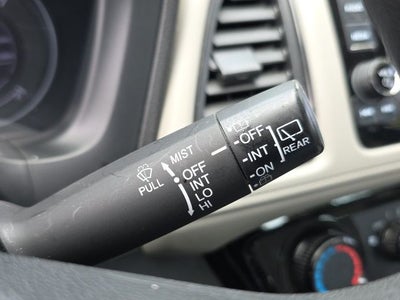 MIST
OFF
INT
LO
HI
PULL
OFF
INT
ON
REAR